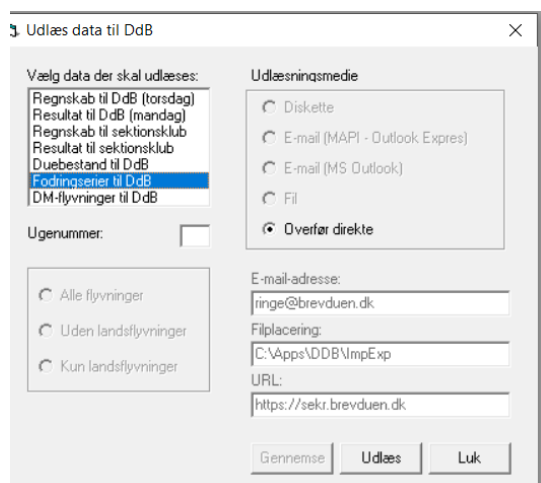 Udlæs data til DdB
Vælg data der skal udlæses:
Regnskab til DdB (torsdag)
Resultat til DdB (mandag)
Regnskab til sektionsklub
Resultat til sektionsklub
Duebestand til DdB
Fodringserier til DdB
DM-flyvninger til DdB
Ugenummer:
Alle flyvninger
Uden landsflyvninger
Kun landsflyvninger
Udlæsningsmedie
Diskette
E-mail (MAPI - Outlook Expres)
E-mail (MS Outlook)
Fil
Overfør direkte
E-mail-adresse:
ringe@brevduen.dk
Filplacering:
C:\Apps\DDB\ImpExp
URL:
https://sekr.brevduen.dk
Gennemse
Udlæs
Luk